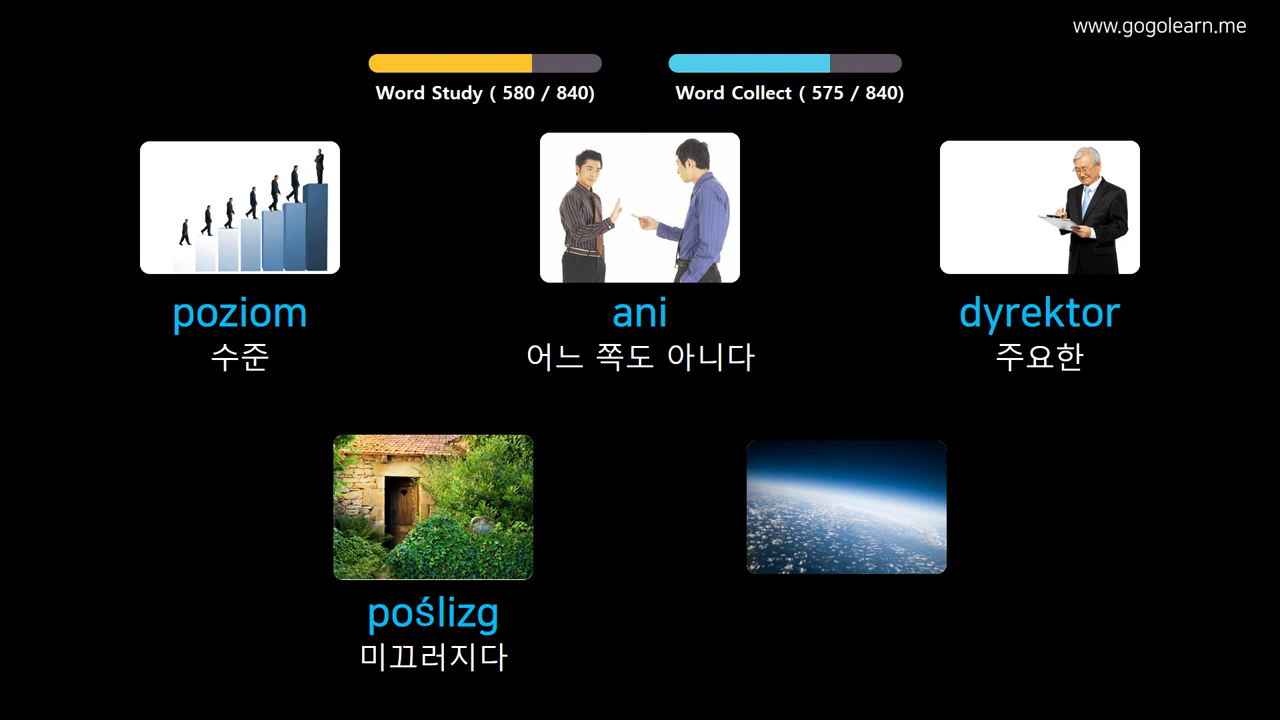 www.gogolearn.me
Word Study ( 580 / 840)
Word Collect ( 575 / 840)
poziom
수준
ani
어느 쪽도 아니다
dyrektor
주요한
poślizg
미끄러지다